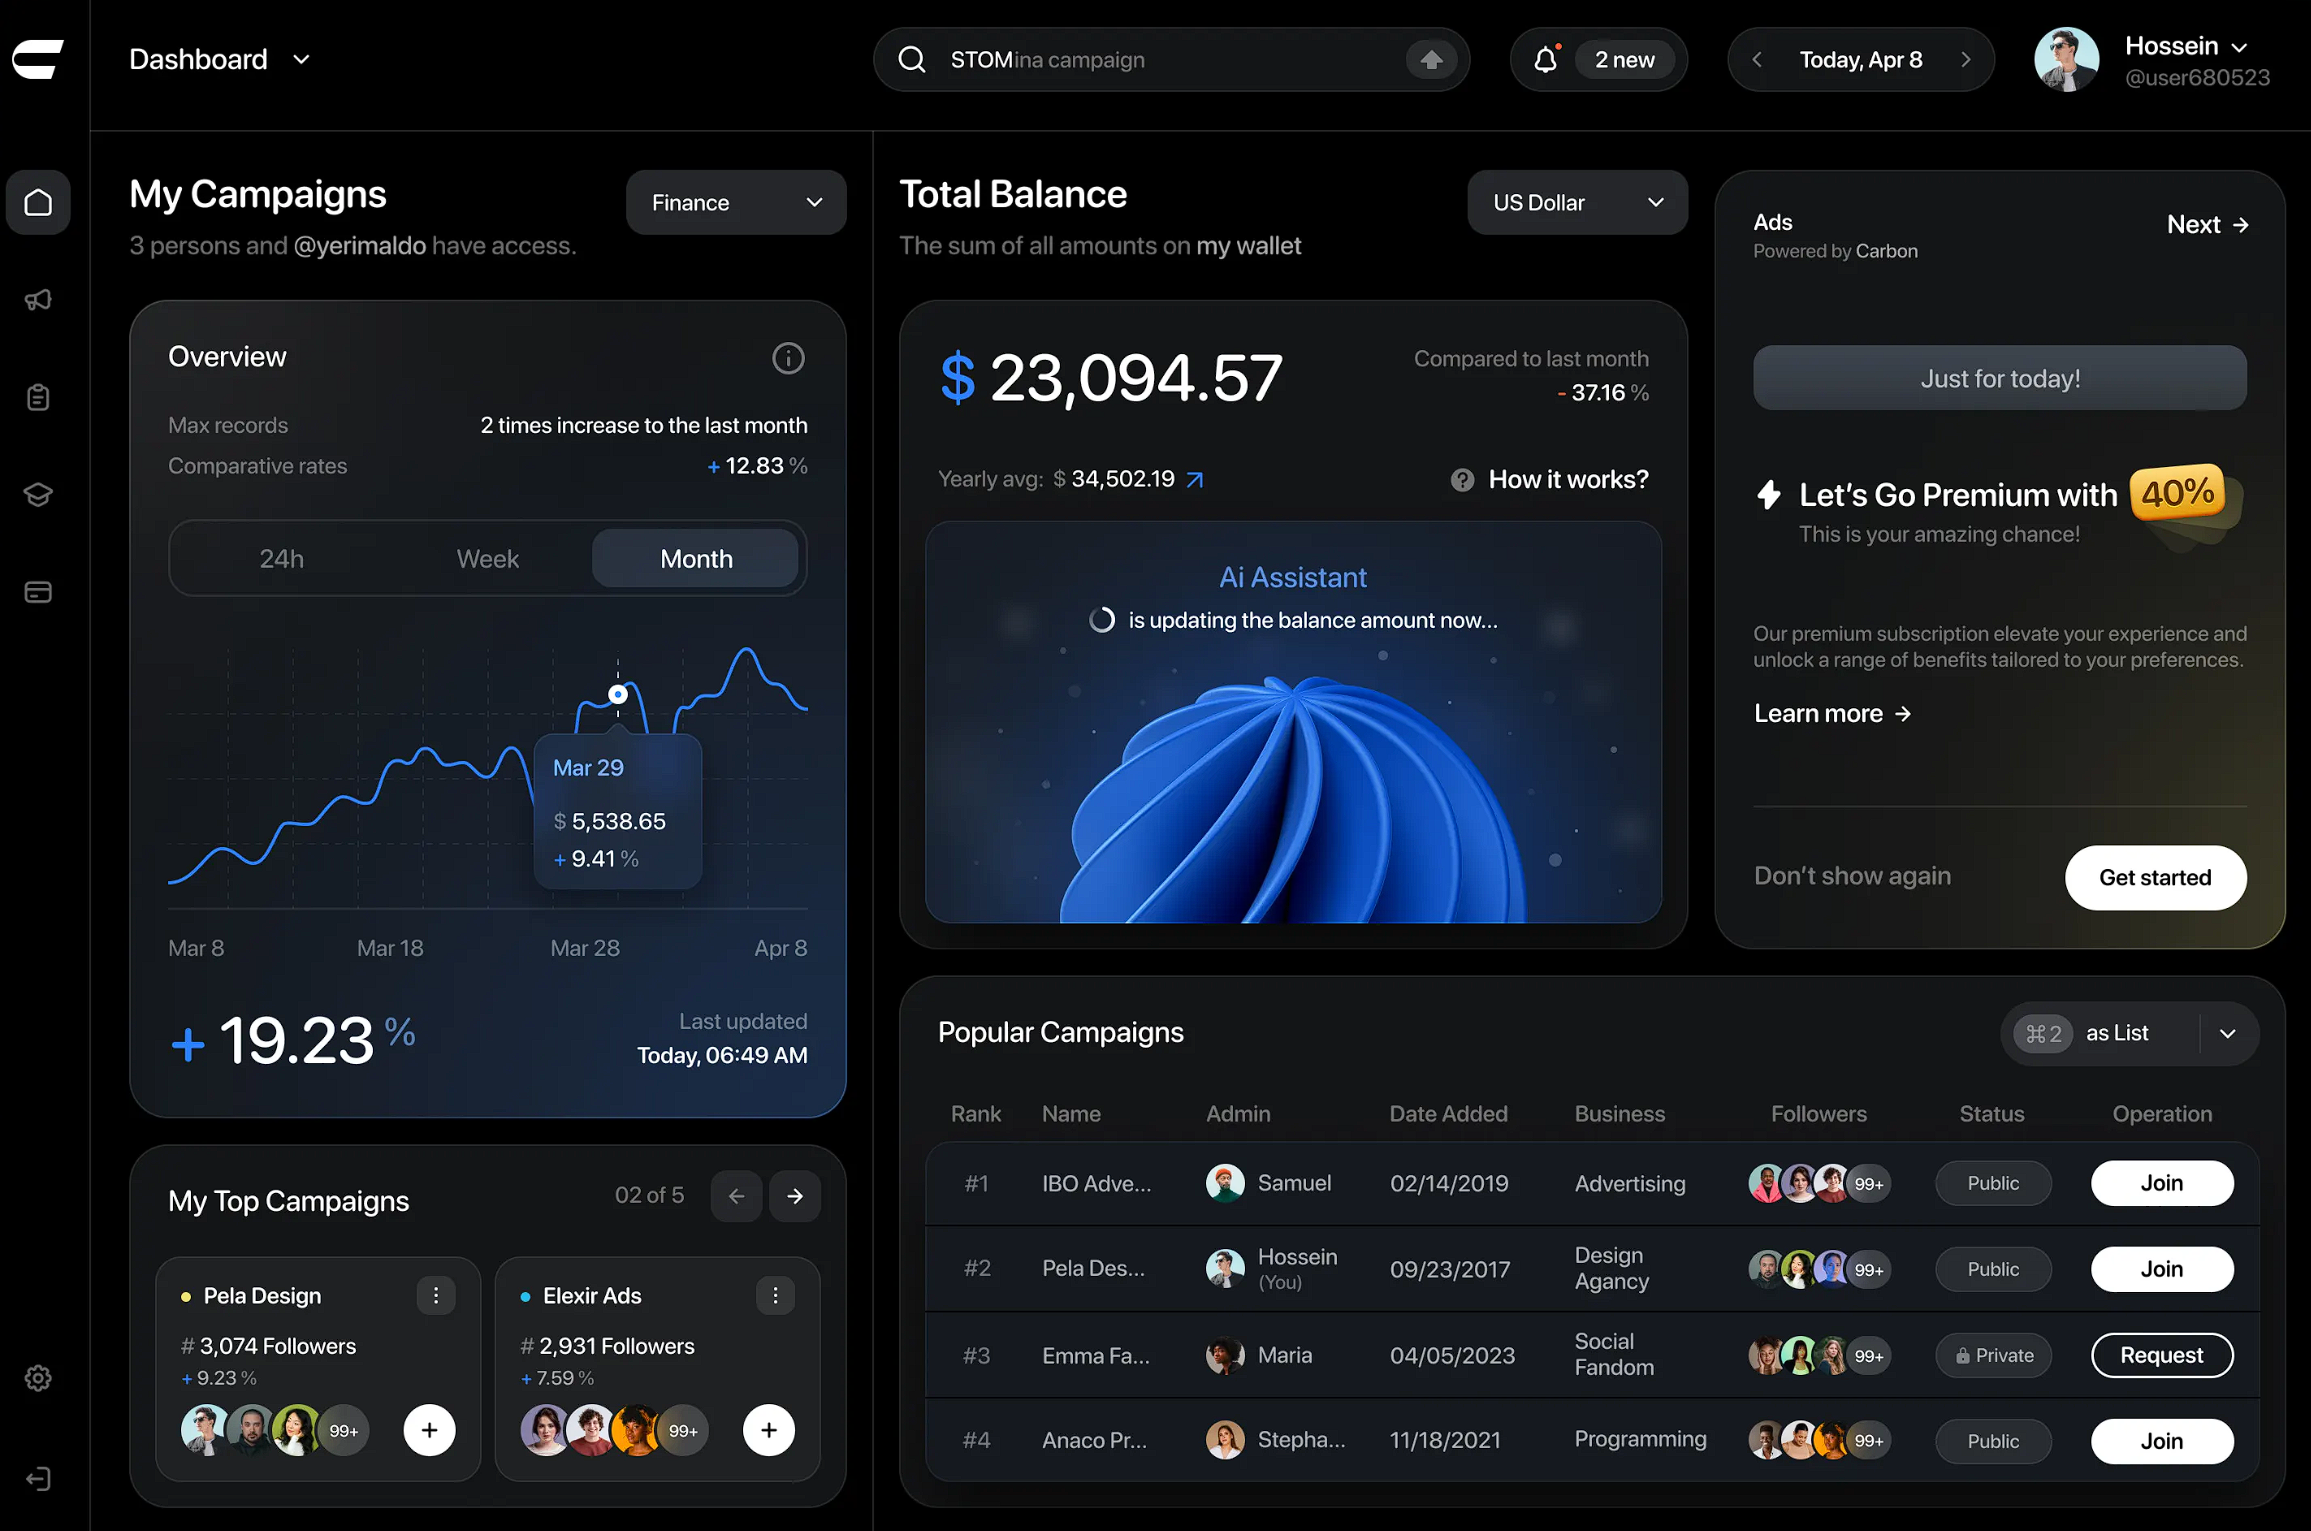 Dashboard
STOMina campaign
2 new
Today, Apr 8
Hossein
@user680523
My Campaigns
3 persons and @yerimaldo have access.
Finance
Overview
Max records
2 times increase to the last month
Comparative rates
+ 12.83 %
24h
Week
Month
Mar 29
$ 5,538.65
+ 9.41 %
Mar 8
Mar 18
Mar 28
Apr 8
+ 19.23 %
Last updated
Today, 06:49 AM
My Top Campaigns
02 of 5
Pela Design
# 3,074 Followers
+ 9.23 %
99+
+
Elexir Ads
# 2,931 Followers
+ 7.59 %
99+
+
Total Balance
The sum of all amounts on my wallet
US Dollar
$ 23,094.57
Compared to last month
- 37.16 %
Yearly avg: $ 34,502.19
? How it works?
Ai Assistant
is updating the balance amount now...
Ads
Powered by Carbon
Next →
Just for today!
Let's Go Premium with 40%
This is your amazing chance!
Our premium subscription elevate your experience and
unlock a range of benefits tailored to your preferences.
Learn more →
Don't show again
Get started
Popular Campaigns
⌘ 2 as List
Rank Name Admin Date Added Business Followers Status Operation
#1 IBO Adve... Samuel 02/14/2019 Advertising 99+ Public Join
#2 Pela Des... Hossein (You) 09/23/2017 Design Agancy 99+ Public Join
#3 Emma Fa... Maria 04/05/2023 Social Fandom 99+ Private Request
#4 Anaco Pr... Stepha... 11/18/2021 Programming 99+ Public Join